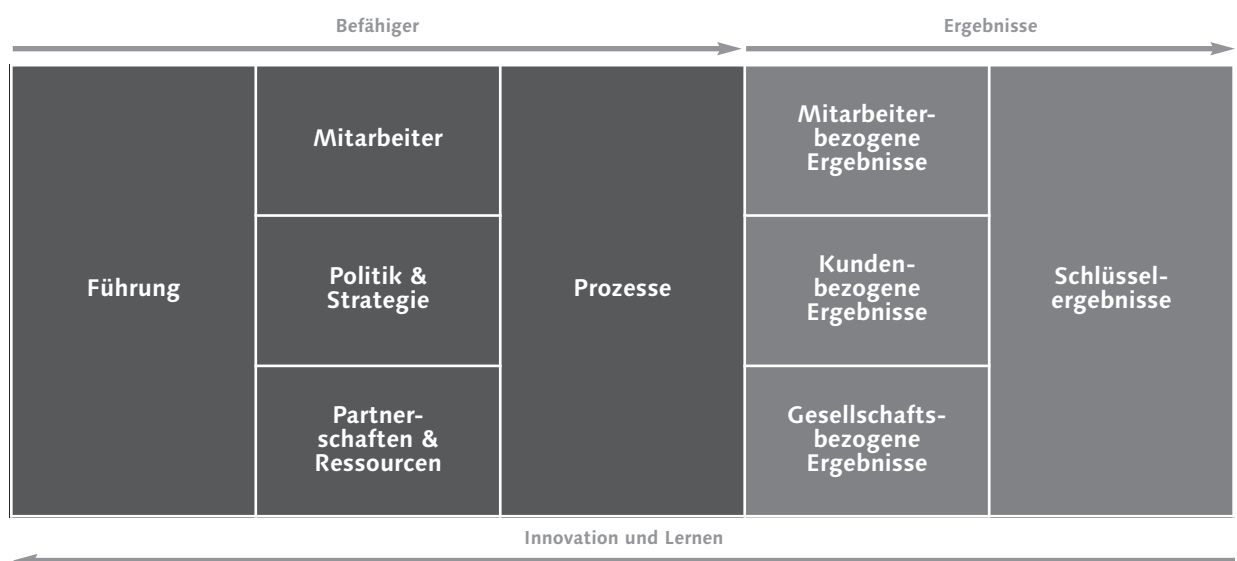 Befähiger
Ergebnisse
Führung
Mitarbeiter
Politik &
Strategie
Partner-
schaften &
Ressourcen
Prozesse
Mitarbeiter-
bezogene
Ergebnisse
Kunden-
bezogene
Ergebnisse
Gesellschafts-
bezogene
Ergebnisse
Schlüssel-
ergebnisse
Innovation und Lernen